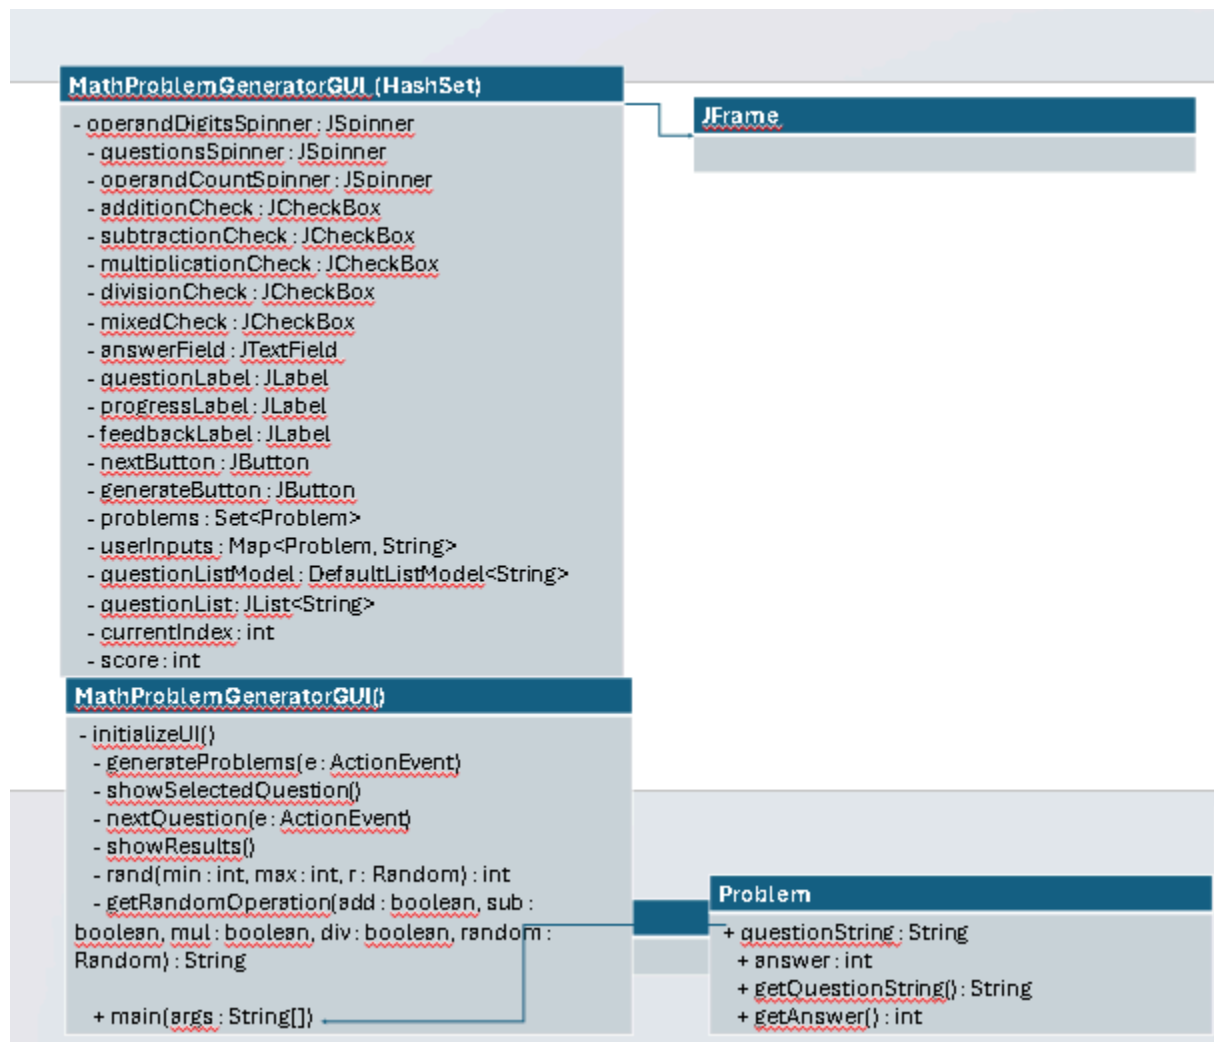 MathProblemGeneratorGUI (HashSet)
- operandDigitsSpinner : JSpinner
- questionsSpinner : JSpinner
- operandCountSpinner : JSpinner
- additionCheck : JCheckBox
- subtractionCheck : JCheckBox
- multiplicationCheck : JCheckBox
- divisionCheck : JCheckBox
- mixedCheck : JCheckBox
- answerField : JTextField
- questionLabel : JLabel
- progressLabel : JLabel
- feedbackLabel : JLabel
- nextButton : JButton
- generateButton : JButton
- problems : Set<Problem>
- userInputs : Map<Problem, String>
- questionListModel : DefaultListModel<String>
- questionList: JList<String>
- currentIndex : int
- score : int
JFrame
MathProblemGeneratorGUI()
- initializeUI()
- generateProblems(e : ActionEvent)
- showSelectedQuestion()
- nextQuestion(e : ActionEvent)
- showResults()
- rand(min : int, max : int, r : Random) : int
- getRandomOperation(add : boolean, sub :
boolean, mul : boolean, div : boolean, random :
Random) : String
+ main(args : String[])
Problem
+ questionString : String
+ answer : int
+ getQuestionString() : String
+ getAnswer() : int